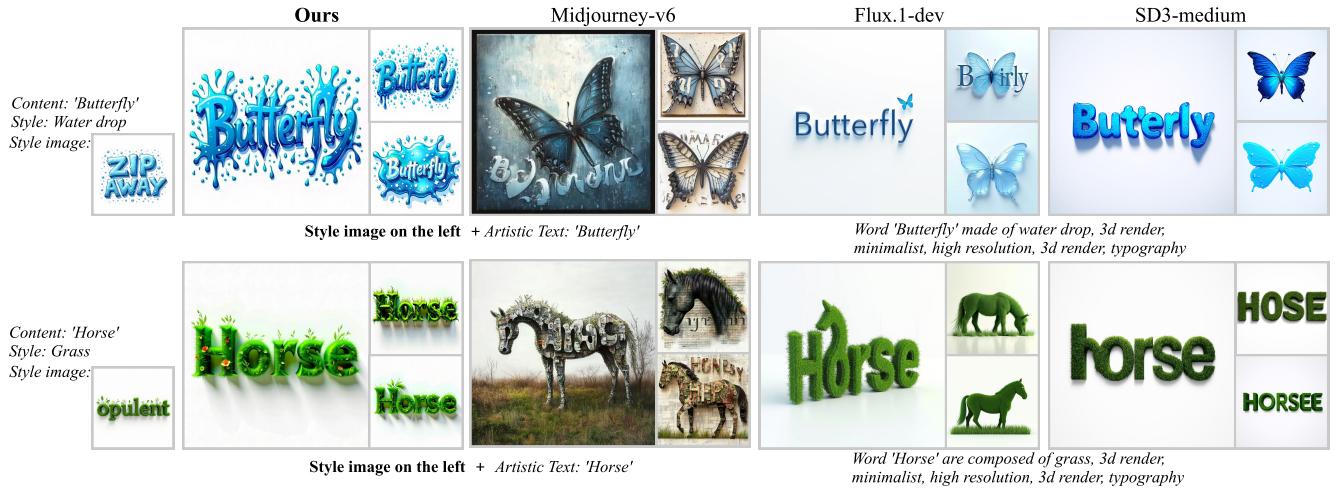 Ours
Midjourney-v6
Flux.1-dev
SD3-medium
Content: 'Butterfly'
Style: Water drop
Style image:
ZIP
AWAY
Butterfly
Butterfy
Butterfly
Butterfly
B irly
But'erly
Style image on the left + Artistic Text: 'Butterfly'
Word 'Butterfly' made of water drop, 3d render,
minimalist, high resolution, 3d render, typography
Content: 'Horse'
Style: Grass
Style image:
opulent
Horse
Horse
Horse
Horse
horse
HOSE
HORSEE
Style image on the left + Artistic Text: 'Horse'
Word 'Horse' are composed of grass, 3d render,
minimalist, high resolution, 3d render, typography